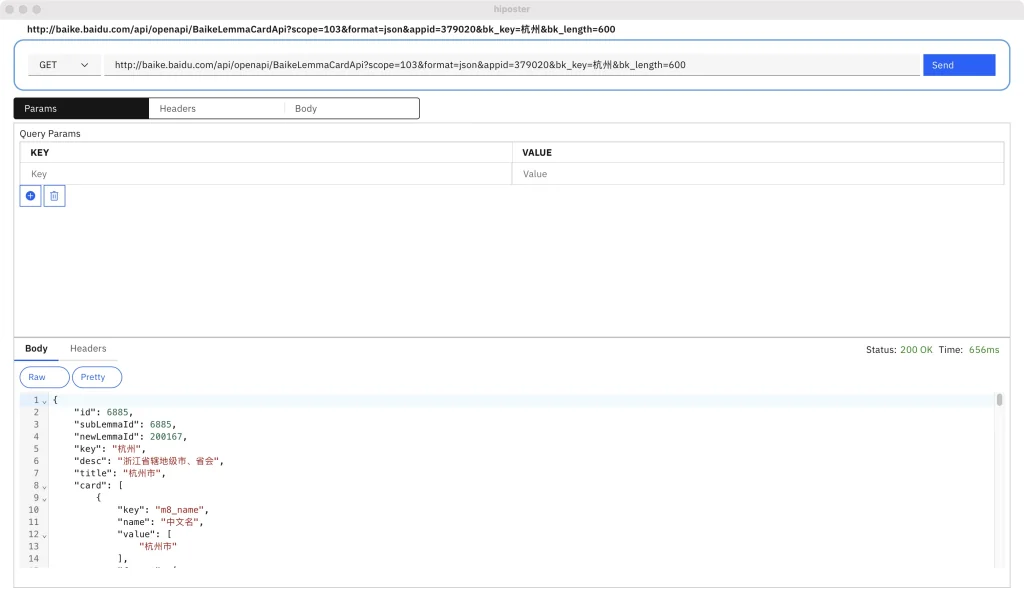 hiposter
http://baike.baidu.com/api/openapi/BaikeLemmaCardApi?scope=103&format=json&appid=379020&bk_key=杭州&bk_length=600
GET http://baike.baidu.com/api/openapi/BaikeLemmaCardApi?scope=103&format=json&appid=379020&bk_key=杭州&bk_length=600 Send
Params Headers Body
Query Params
KEY VALUE
Key Value
Body Headers Status: 200 OK Time: 656ms
Raw Pretty
1 {
2 "id": 6885,
3 "subLemmaId": 6885,
4 "newLemmaId": 200167,
5 "key": "杭州",
6 "desc": "浙江省辖地级市、省会",
7 "title": "杭州市",
8 "card": [
9 {
10 "key": "m8_name",
11 "name": "中文名",
12 "value": [
13 "杭州市"
14 ],